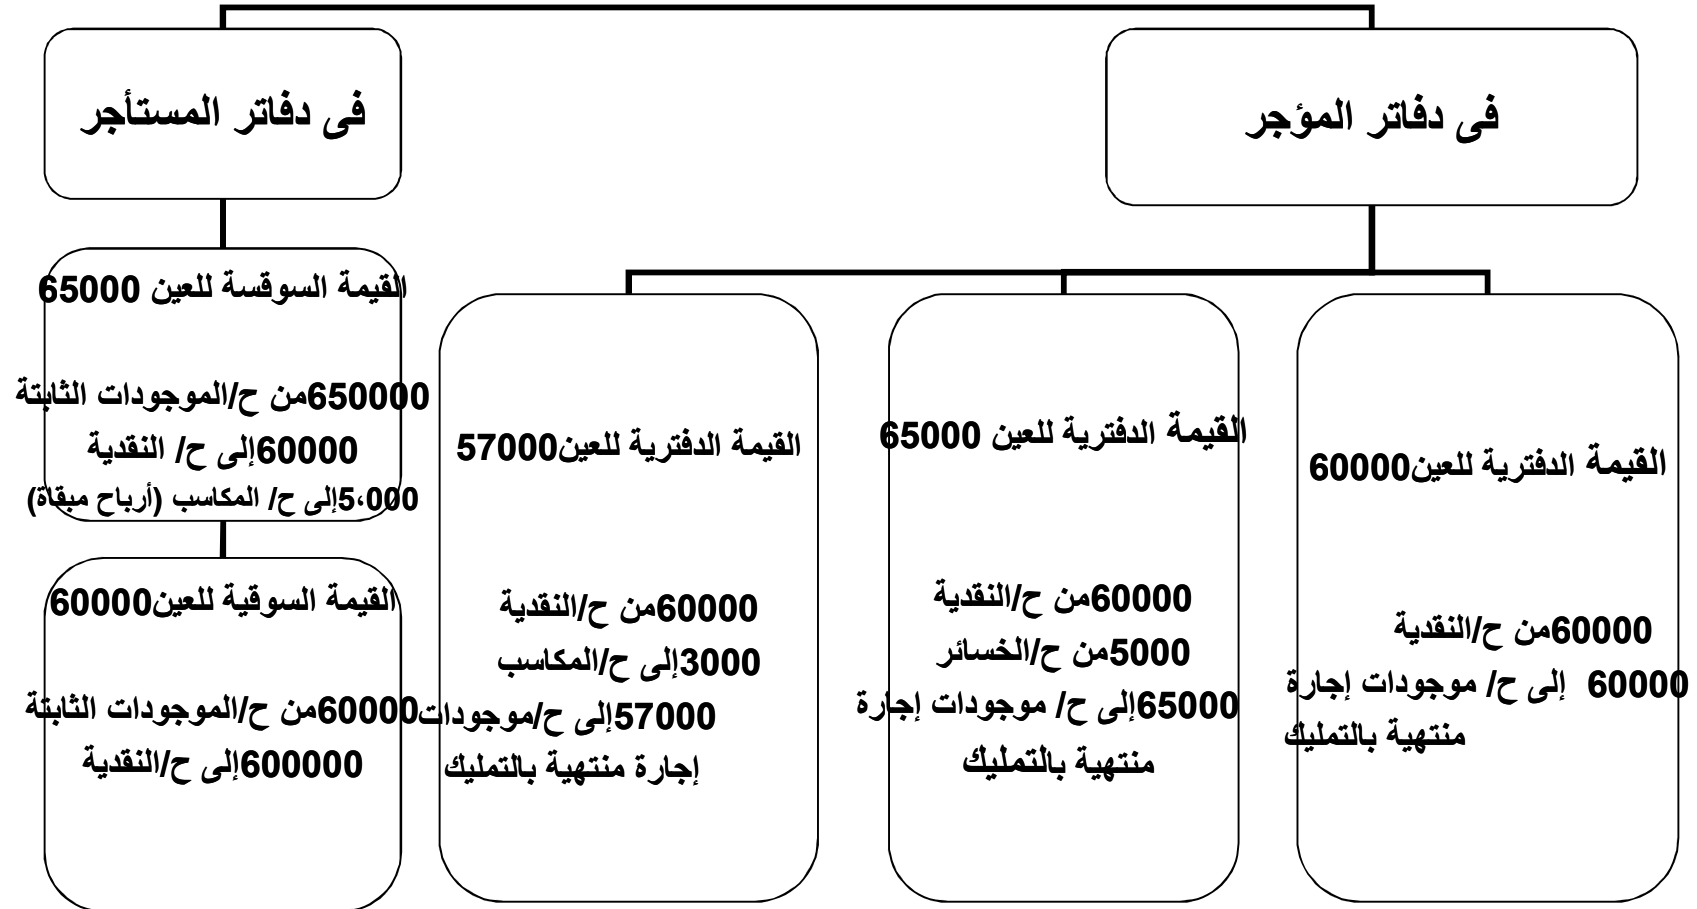 فى دفاتر المؤجر
القيمة الدفترية للعين60000
60000من ح/النقدية
60000 إلى ح/ موجودات إجارة
منتهية بالتمليك
القيمة الدفترية للعين 65000
60000من ح/النقدية
5000من ح/الخسائر
65000إلى ح/ موجودات إجارة
منتهية بالتمليك
القيمة الدفترية للعين57000
60000من ح/النقدية
3000إلى ح/المكاسب
57000إلى ح/موجودات
إجارة منتهية بالتمليك
فى دفاتر المستأجر
القيمة السوقسة للعين 65000
650000من ح/الموجودات الثابتة
60000إلى ح/ النقدية
5،000إلى ح/ المكاسب (أرباح مبقاة)
القيمة السوقية للعين60000
60000من ح/الموجودات الثابتة
600000إلى ح/النقدية